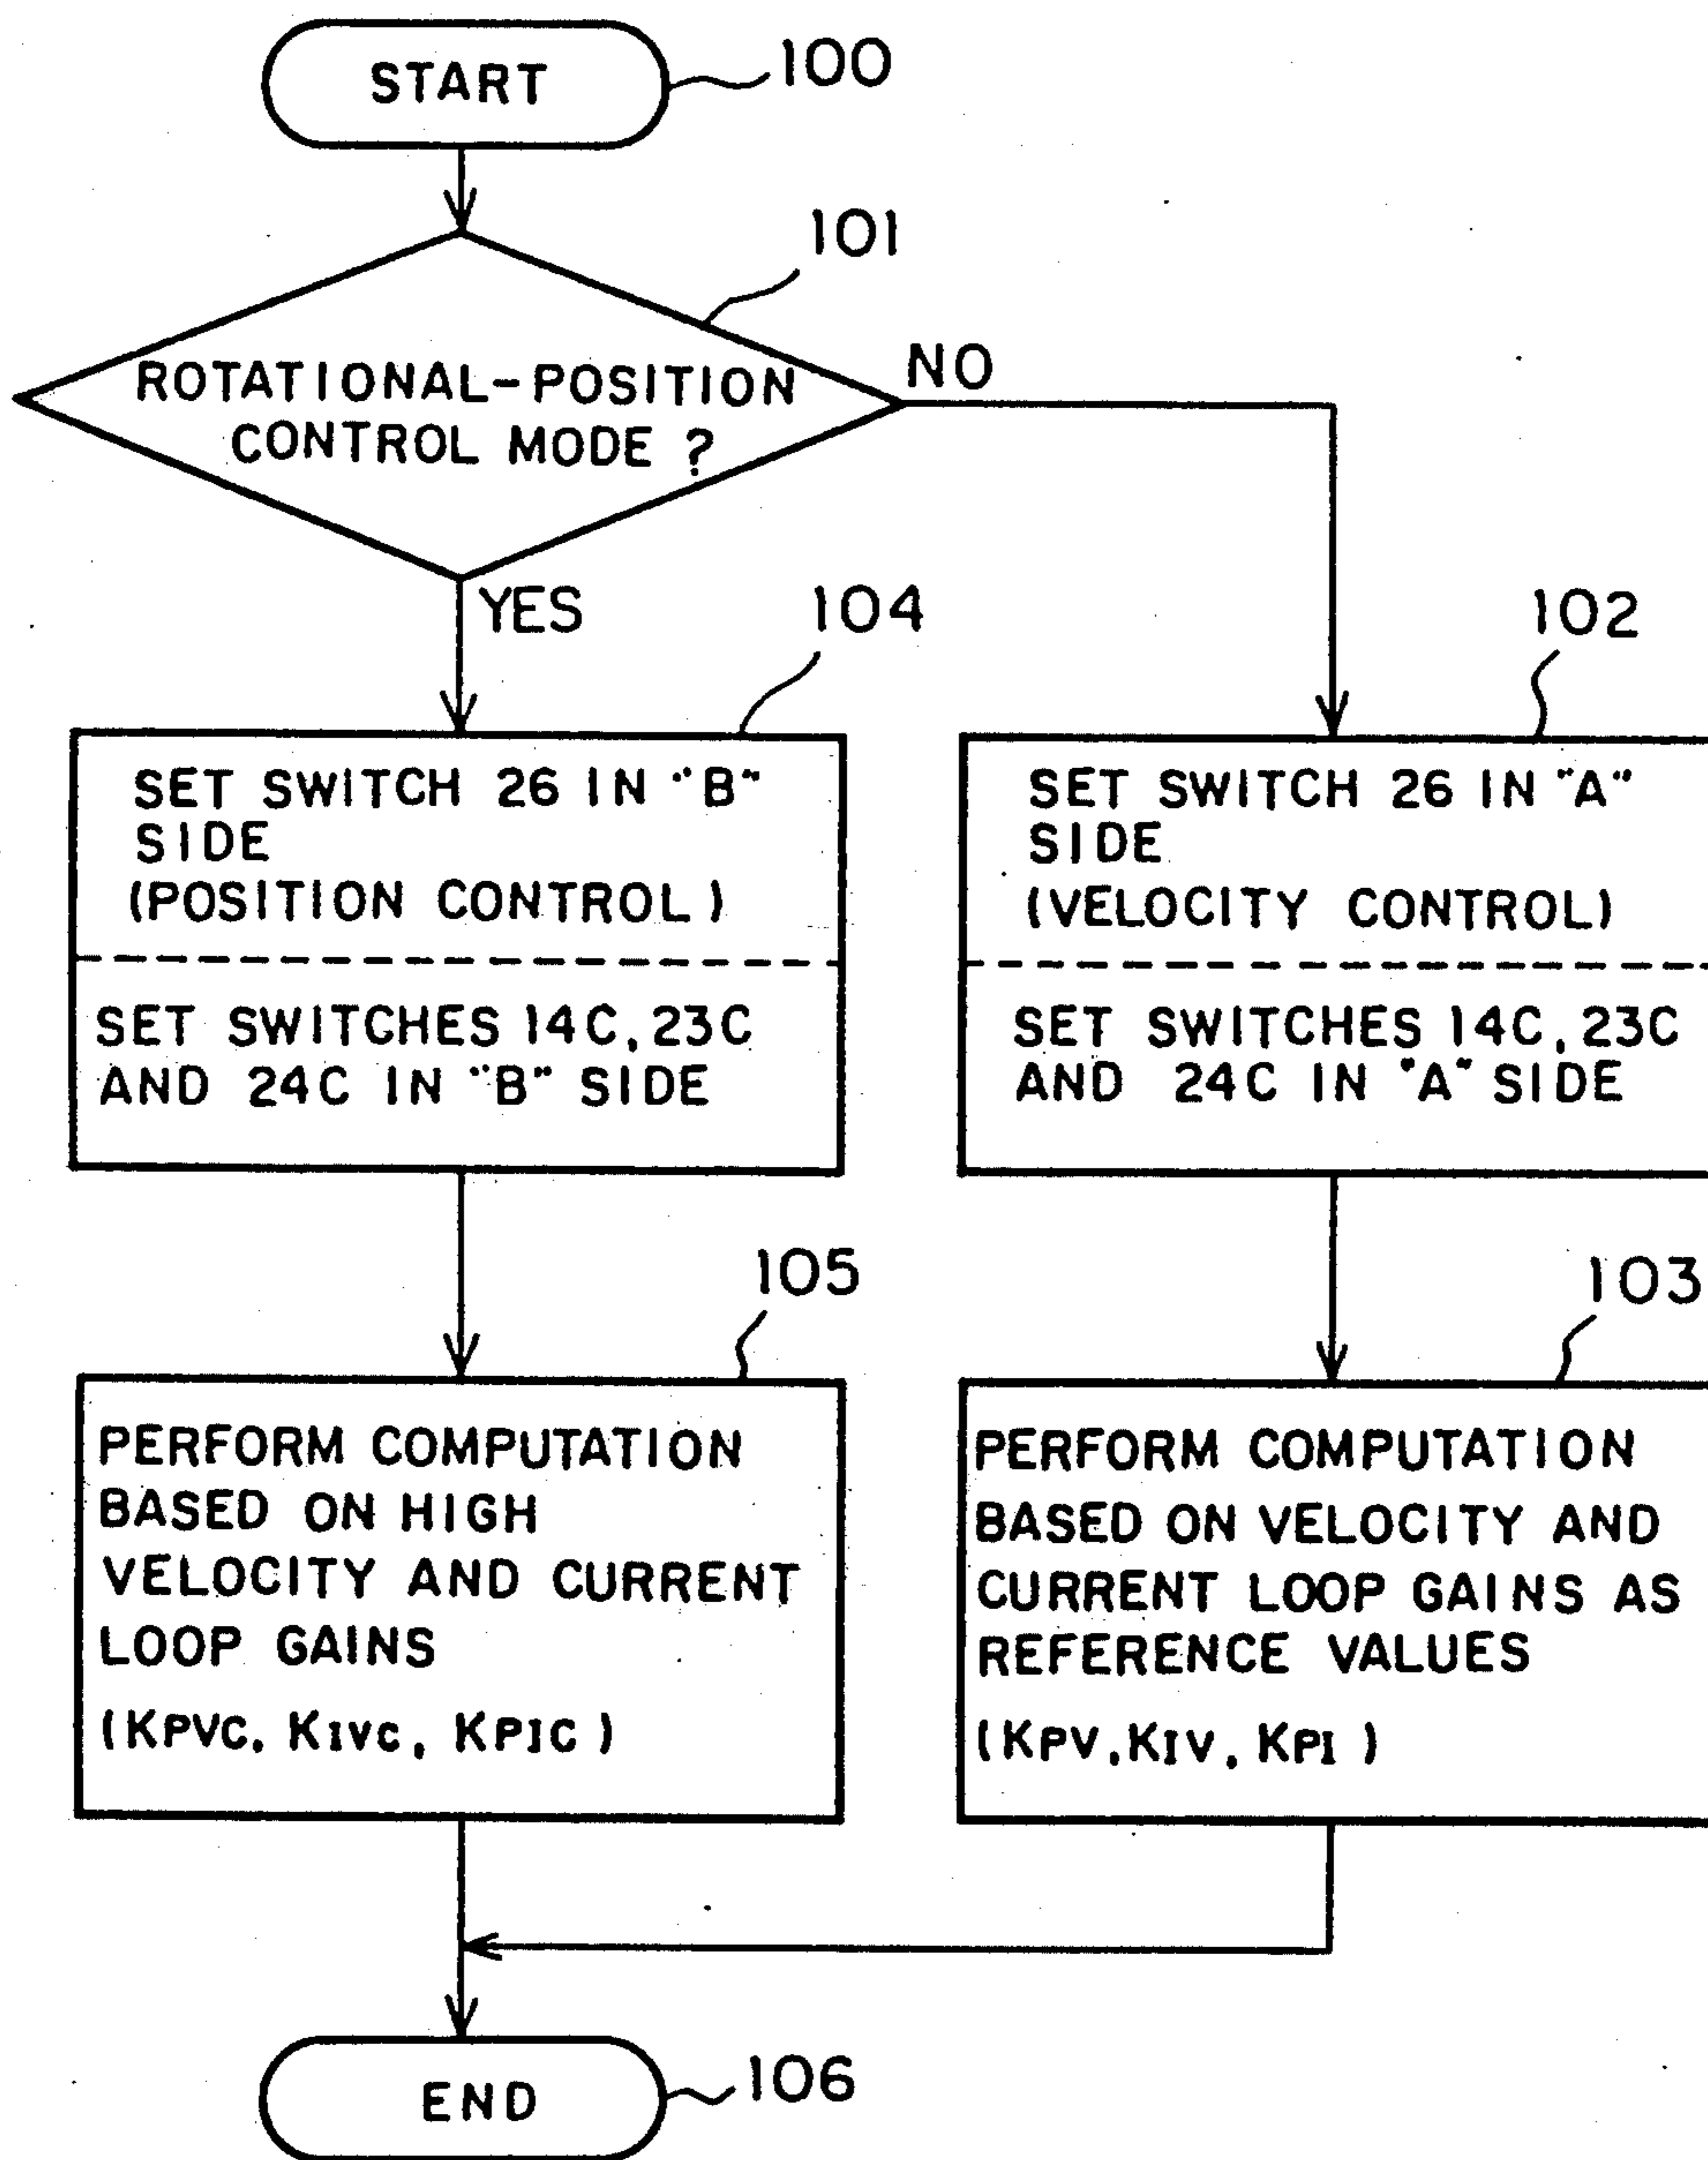 START
100
101
ROTATIONAL-POSITION
CONTROL MODE ?
NO
YES
104
SET SWITCH 26 IN "B"
SIDE
(POSITION CONTROL)
SET SWITCHES 14C, 23C
AND 24C IN "B" SIDE
102
SET SWITCH 26 IN "A"
SIDE
(VELOCITY CONTROL)
SET SWITCHES 14C, 23C
AND 24C IN "A" SIDE
105
PERFORM COMPUTATION
BASED ON HIGH
VELOCITY AND CURRENT
LOOP GAINS
(KPVC, KIVC, KPIC)
103
PERFORM COMPUTATION
BASED ON VELOCITY AND
CURRENT LOOP GAINS AS
REFERENCE VALUES
(KPV, KIV, KPI)
END
106